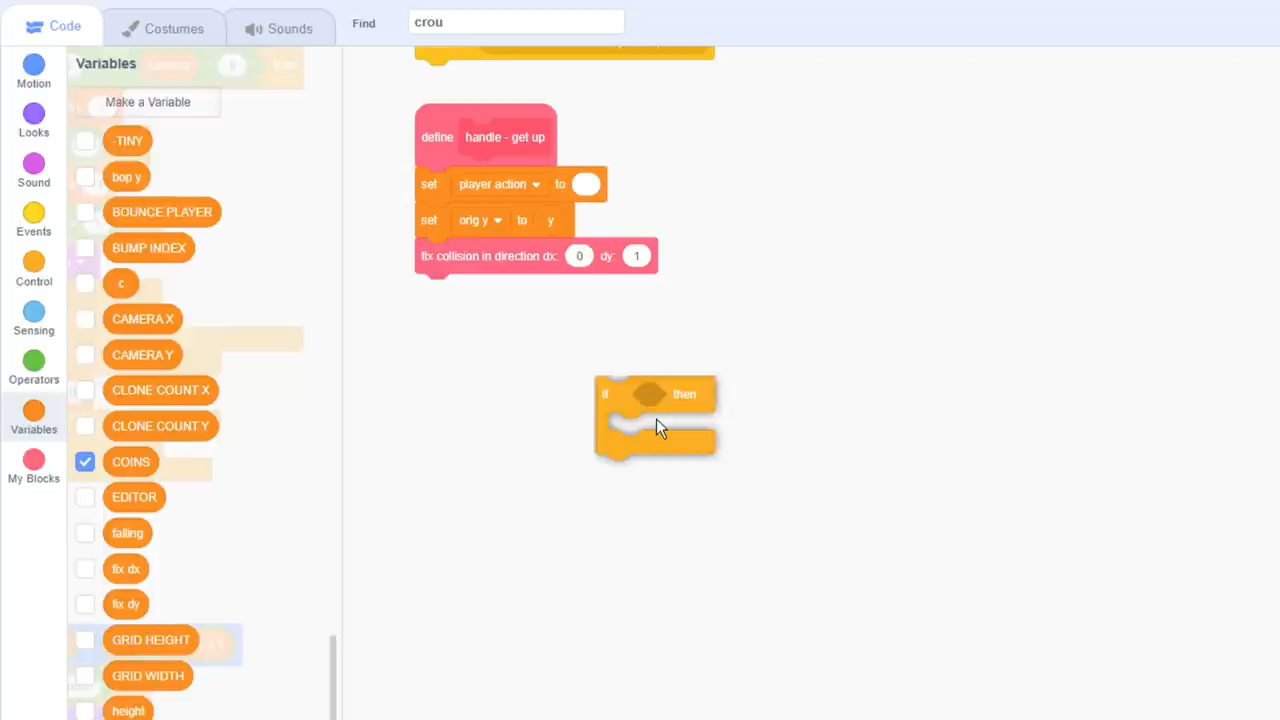 Code
Costumes
Sounds
Find
crou
Motion
Looks
Sound
Events
Control
Sensing
Operators
Variables
My Blocks
Variables
Make a Variable
-TINY
bop y
BOUNCE PLAYER
BUMP INDEX
c
CAMERA X
CAMERA Y
CLONE COUNT X
CLONE COUNT Y
COINS
EDITOR
falling
fix dx
fix dy
GRID HEIGHT
GRID WIDTH
height
define handle - get up
set player action to
set orig y to y
fix collision in direction dx: 0 dy: 1
if then